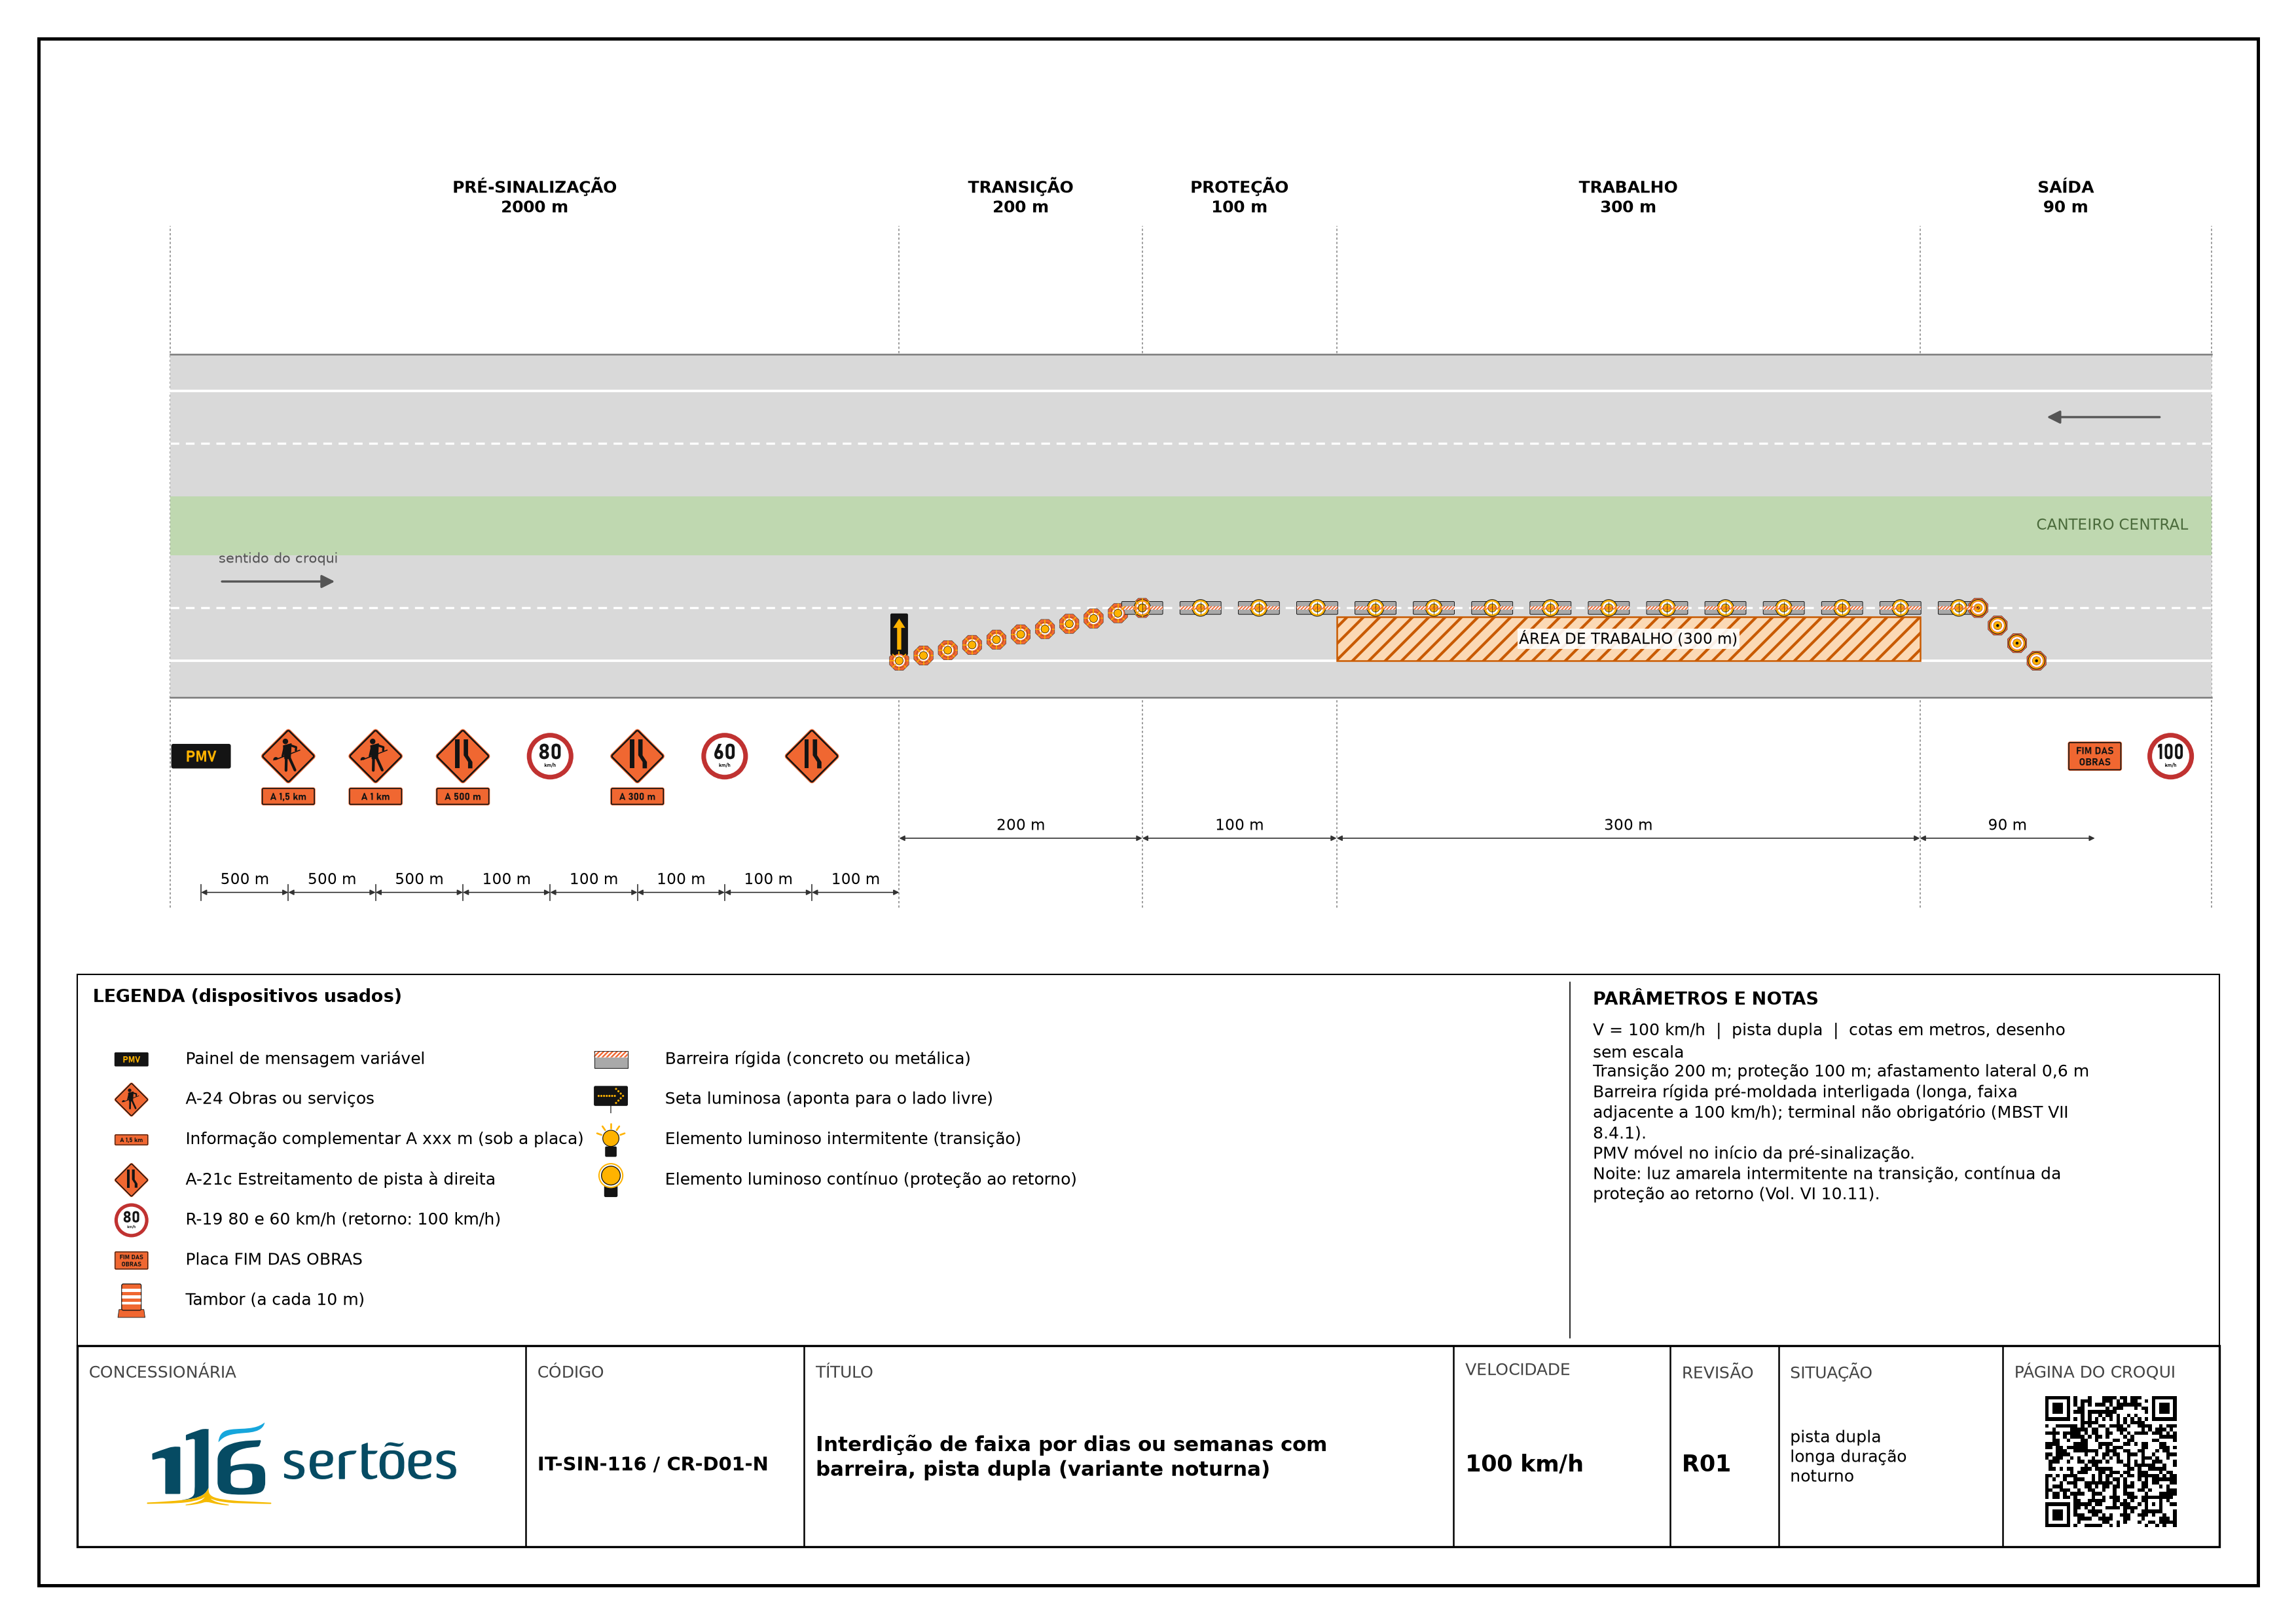 PRÉ-SINALIZAÇÃO
2000 m
TRANSIÇÃO
200 m
PROTEÇÃO
100 m
TRABALHO
300 m
SAÍDA
90 m
CANTEIRO CENTRAL
sentido do croqui
ÁREA DE TRABALHO (300 m)
PMV
80
km/h
60
km/h
FIM DAS
OBRAS
100
km/h
A 1,5 km
A 1 km
A 500 m
A 300 m
200 m
100 m
300 m
90 m
500 m
500 m
500 m
100 m
100 m
100 m
100 m
100 m
LEGENDA (dispositivos usados)
PMV
Painel de mensagem variável
A-24 Obras ou serviços
A 1,5 km
Informação complementar A xxx m (sob a placa)
A-21c Estreitamento de pista à direita
80
km/h
R-19 80 e 60 km/h (retorno: 100 km/h)
FIM DAS
OBRAS
Placa FIM DAS OBRAS
Tambor (a cada 10 m)
Barreira rígida (concreto ou metálica)
Seta luminosa (aponta para o lado livre)
Elemento luminoso intermitente (transição)
Elemento luminoso contínuo (proteção ao retorno)
PARÂMETROS E NOTAS
V = 100 km/h | pista dupla | cotas em metros, desenho
sem escala
Transição 200 m; proteção 100 m; afastamento lateral 0,6 m
Barreira rígida pré-moldada interligada (longa, faixa
adjacente a 100 km/h); terminal não obrigatório (MBST VII
8.4.1).
PMV móvel no início da pré-sinalização.
Noite: luz amarela intermitente na transição, contínua da
proteção ao retorno (Vol. VI 10.11).
CONCESSIONÁRIA
116 sertões
CÓDIGO
IT-SIN-116 / CR-D01-N
TÍTULO
Interdição de faixa por dias ou semanas com
barreira, pista dupla (variante noturna)
VELOCIDADE
100 km/h
REVISÃO
R01
SITUAÇÃO
pista dupla
longa duração
noturno
PÁGINA DO CROQUI